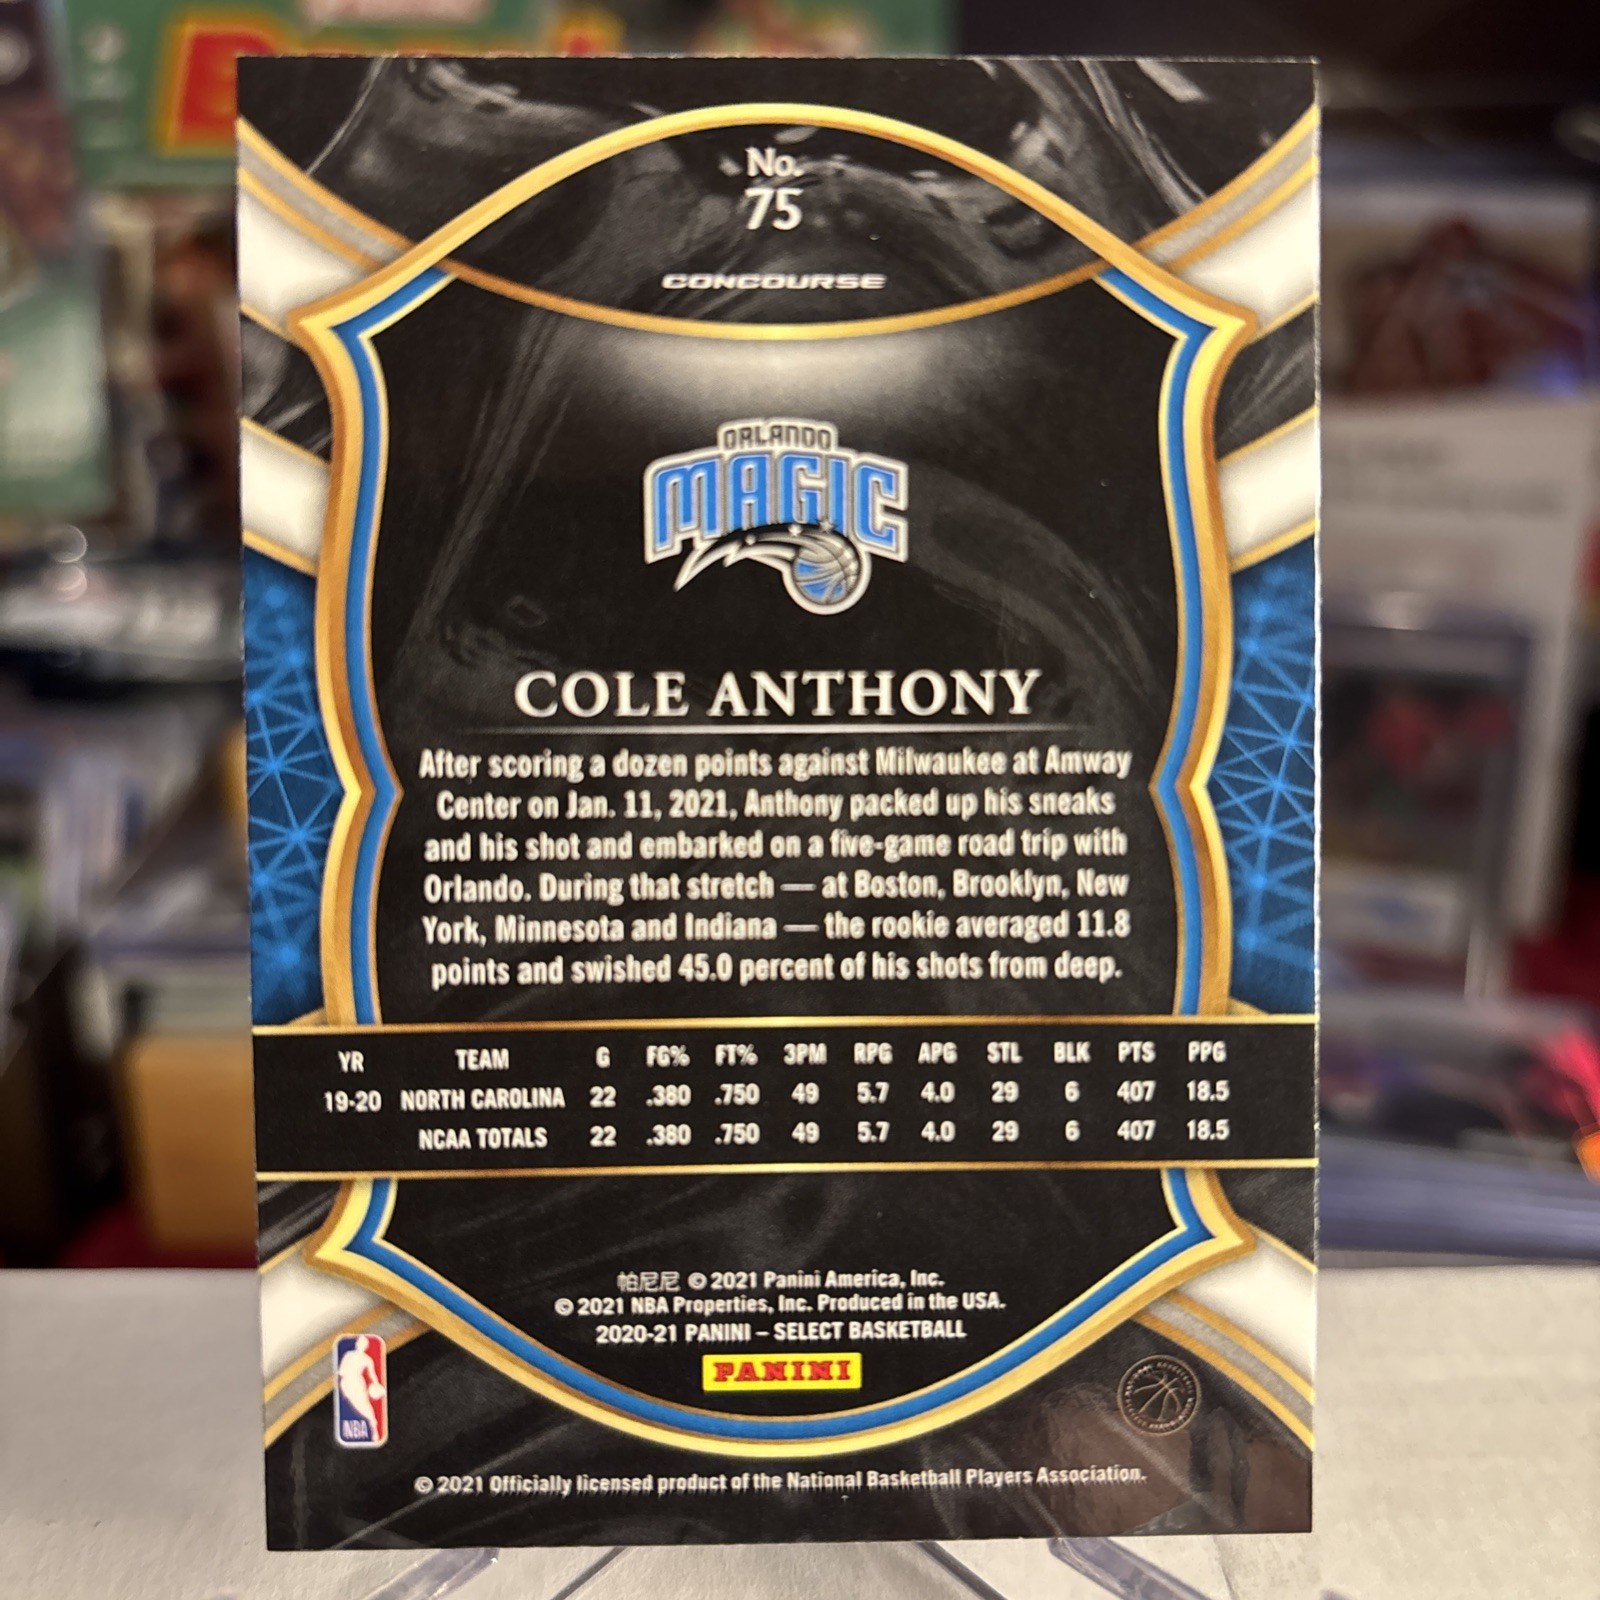 No.
75
CONCOURSE
ORLANDO
MAGIC
COLE ANTHONY
After scoring a dozen points against Milwaukee at Amway
Center on Jan. 11, 2021, Anthony packed up his sneaks
and his shot and embarked on a five-game road trip with
Orlando. During that stretch — at Boston, Brooklyn, New
York, Minnesota and Indiana — the rookie averaged 11.8
points and swished 45.0 percent of his shots from deep.
YR TEAM G FG% FT% 3PM RPG APG STL BLK PTS PPG
19-20 NORTH CAROLINA 22 .380 .750 49 5.7 4.0 29 6 407 18.5
NCAA TOTALS 22 .380 .750 49 5.7 4.0 29 6 407 18.5
帕尼尼 © 2021 Panini America, Inc.
© 2021 NBA Properties, Inc. Produced in the USA.
2020-21 PANINI – SELECT BASKETBALL
PANINI
NBA
© 2021 Officially licensed product of the National Basketball Players Association.